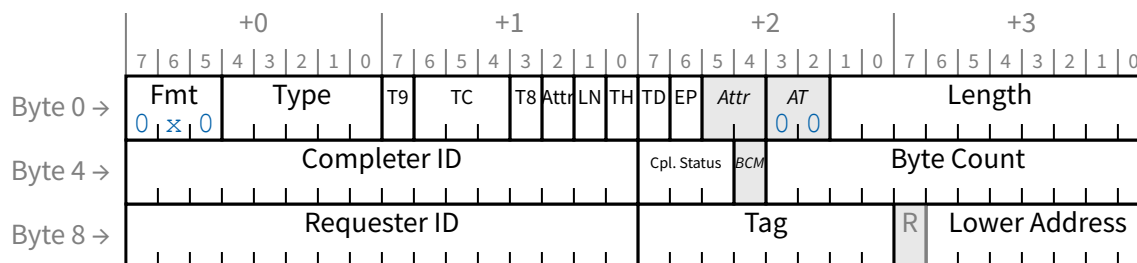 +0 +1 +2 +3
7 6 5 4 3 2 1 0 7 6 5 4 3 2 1 0 7 6 5 4 3 2 1 0 7 6 5 4 3 2 1 0
Byte 0 → Fmt Type T9 TC T8 Attr LN TH TD EP Attr AT Length
0 x 0 0 0
Byte 4 → Completer ID Cpl. Status BCM Byte Count
Byte 8 → Requester ID Tag R Lower Address